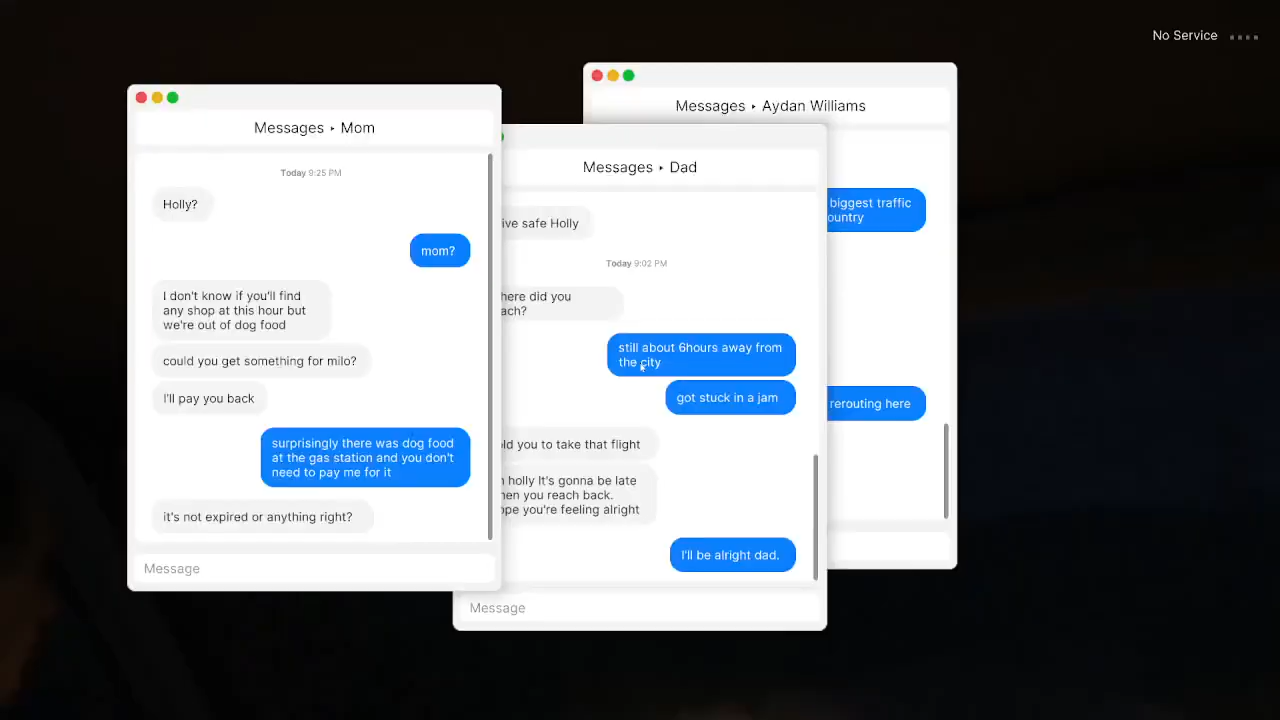 No Service
Messages ▸ Mom
Today 9:25 PM
Holly?
mom?
I don't know if you'll find
any shop at this hour but
we're out of dog food
could you get something for milo?
I'll pay you back
surprisingly there was dog food
at the gas station and you don't
need to pay me for it
it's not expired or anything right?
Message
Messages ▸ Dad
ive safe Holly
Today 9:02 PM
here did you
ach?
still about 6hours away from
the city
got stuck in a jam
old you to take that flight
holly It's gonna be late
hen you reach back.
ope you're feeling alright
I'll be alright dad.
Message
Messages ▸ Aydan Williams
biggest traffic
ountry
rerouting here